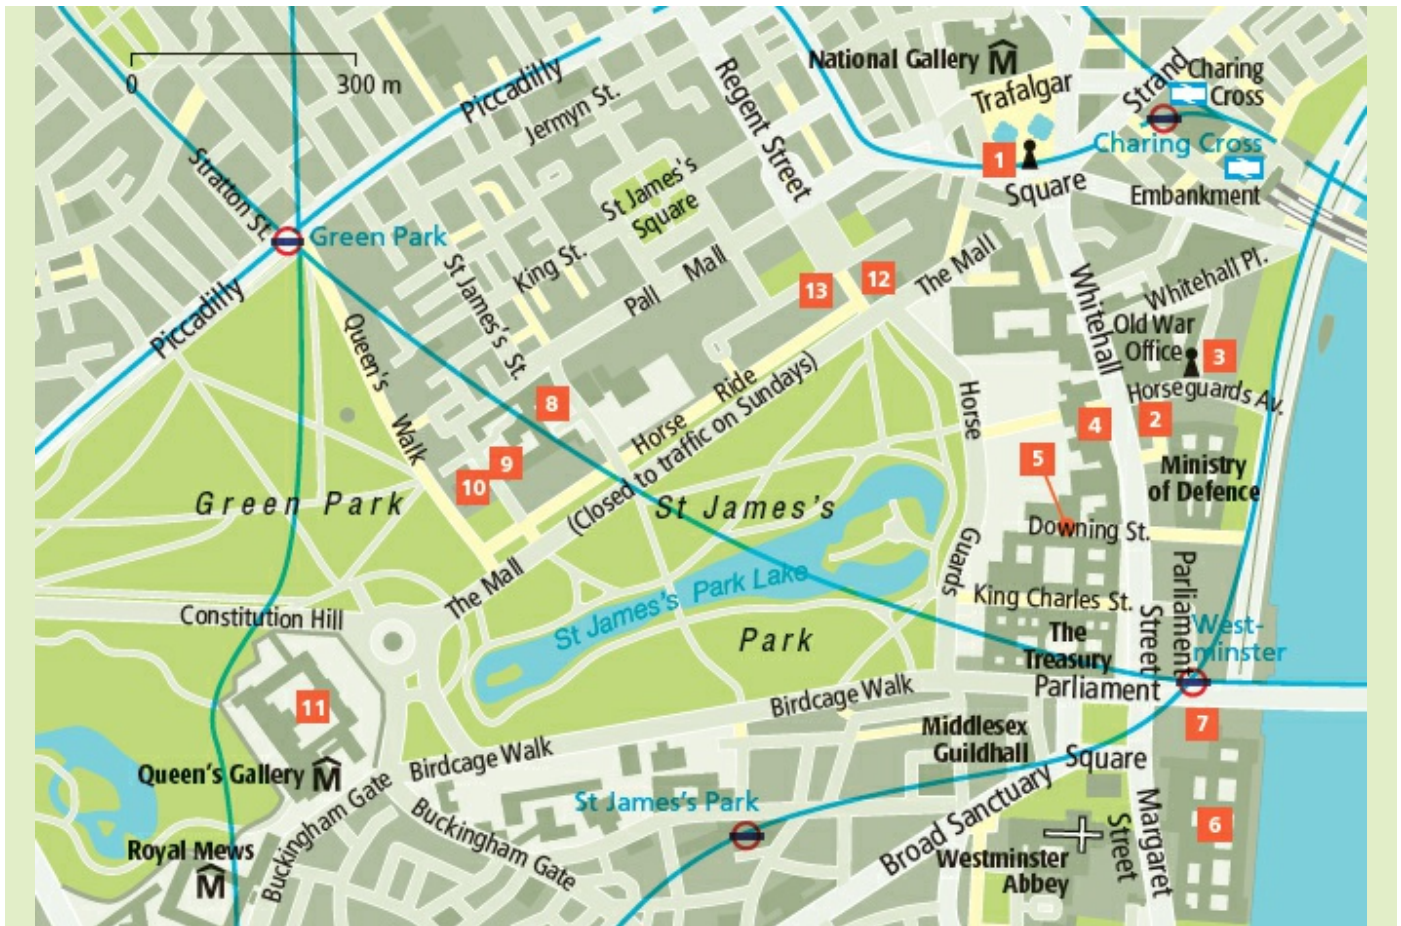 National Gallery
M
Charing
Cross
Strand
Trafalgar
0
300 m
Piccadilly
Jermyn St.
Regent Street
Charing Cross
1
Square
Embankment
Stratton St.
St James's
Square
Green Park
King St.
St James's St.
Pall Mall
The Mall
13
12
Whitehall
Whitehall Pl.
Old War
Office
3
Piccadilly
Queen's
Walk
Horseguards Av.
2
4
Horse
Guards
8
Horse Ride
(Closed to traffic on Sundays)
5
9
10
Ministry
of Defence
Green Park
St James's
Park
Downing St.
St James's Park Lake
The Mall
King Charles St.
Constitution Hill
The
Treasury
Parliament
Street
West-
minster
Parliament
Square
Birdcage Walk
11
7
Middlesex
Guildhall
Queen's Gallery
M
Birdcage Walk
Buckingham Gate
Buckingham Gate
St James's Park
Broad Sanctuary
Margaret
Street
6
Royal Mews
M
Westminster
Abbey